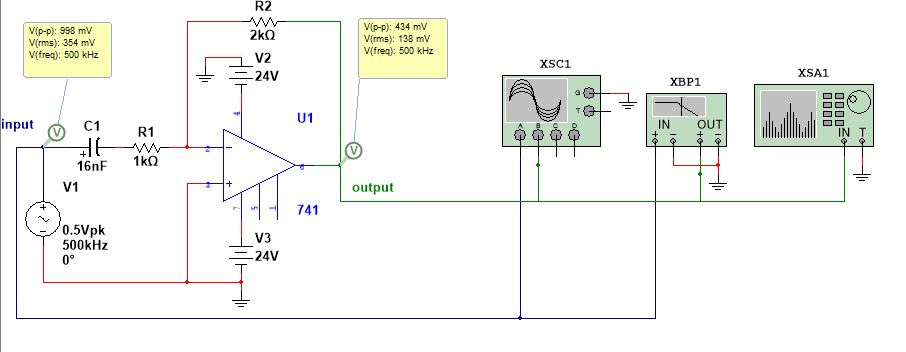 V(p-p): 998 mV
V(rms): 354 mV
V(freq): 500 kHz
R2
2kΩ
V(p-p): 434 mV
V(rms): 138 mV
V(freq): 500 kHz
V2
24V
4
U1
input
V
C1
+
16nF
R1
1kΩ
2
3
6
V
output
741
7
5
1
V1
0.5Vpk
500kHz
0°
V3
24V
XSC1
G
T
A
B
C
D
XBP1
IN
OUT
XSA1
IN
T